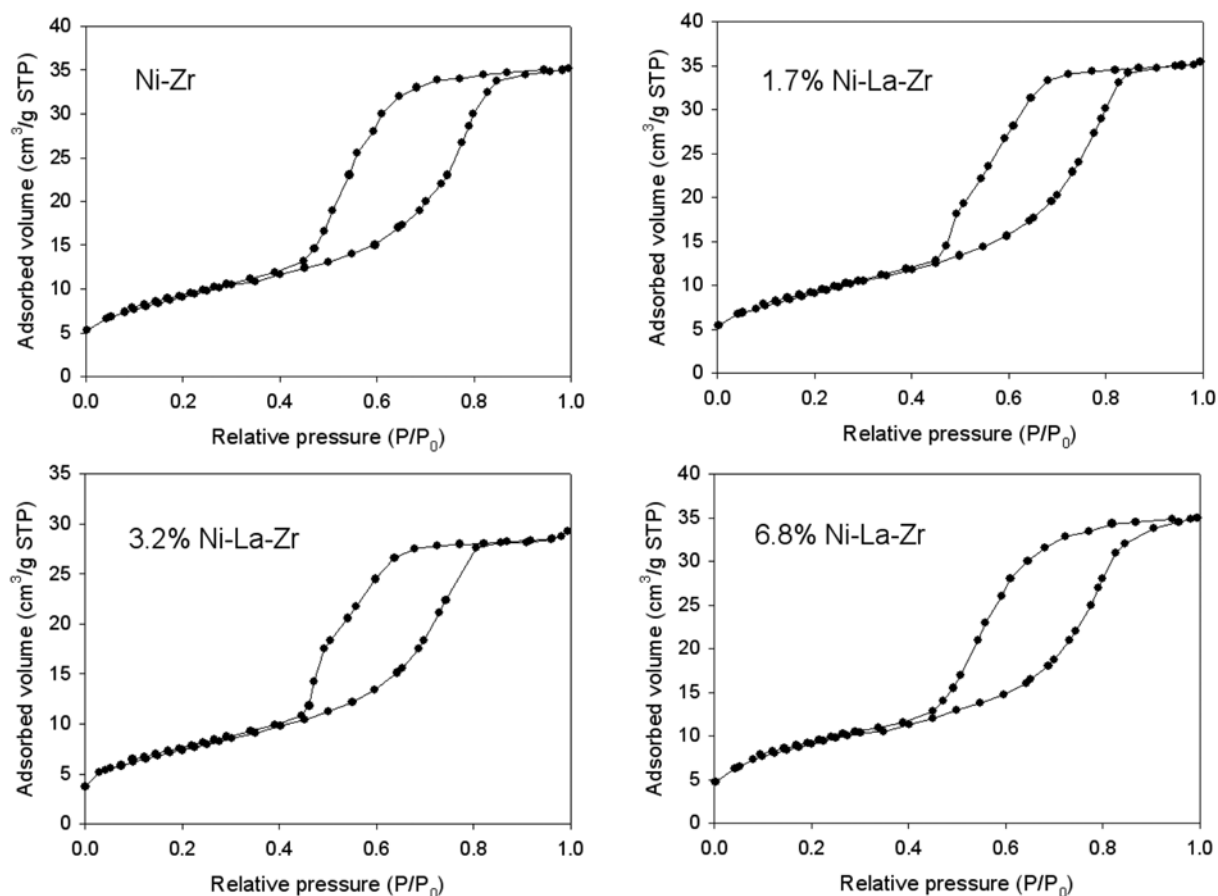 Adsorbed volume (cm³/g STP)
40
35
30
25
20
15
10
5
0
Ni-Zr
0.0 0.2 0.4 0.6 0.8 1.0
Relative pressure (P/P₀)
Adsorbed volume (cm³/g STP)
40
35
30
25
20
15
10
5
0
1.7% Ni-La-Zr
0.0 0.2 0.4 0.6 0.8 1.0
Relative pressure (P/P₀)
Adsorbed volume (cm³/g STP)
35
30
25
20
15
10
5
0
3.2% Ni-La-Zr
0.0 0.2 0.4 0.6 0.8 1.0
Relative pressure (P/P₀)
Adsorbed volume (cm³/g STP)
40
35
30
25
20
15
10
5
0
6.8% Ni-La-Zr
0.0 0.2 0.4 0.6 0.8 1.0
Relative pressure (P/P₀)